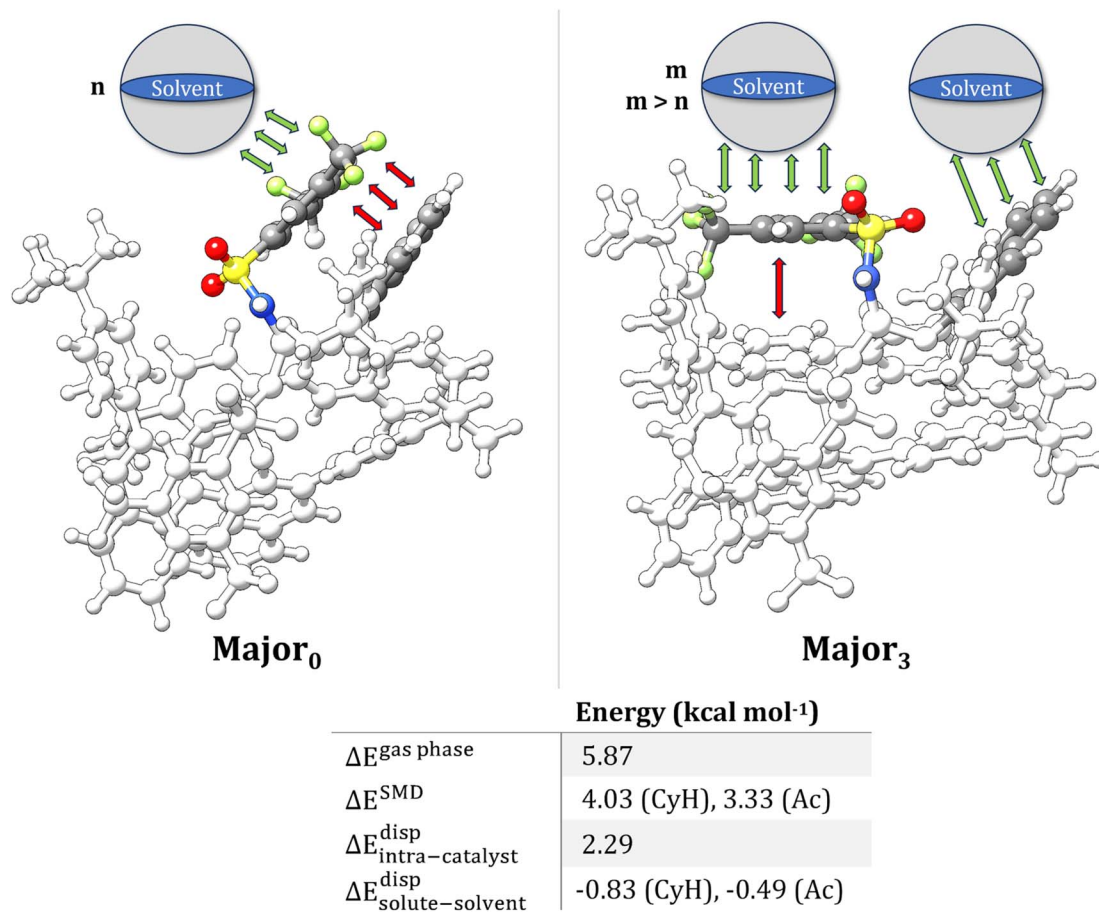 n
Solvent
m
m > n
Solvent
Solvent
Major₀
Major₃
Energy (kcal mol⁻¹)
ΔE^gas phase 5.87
ΔE^SMD 4.03 (CyH), 3.33 (Ac)
ΔE^disp_intra−catalyst 2.29
ΔE^disp_solute−solvent -0.83 (CyH), -0.49 (Ac)